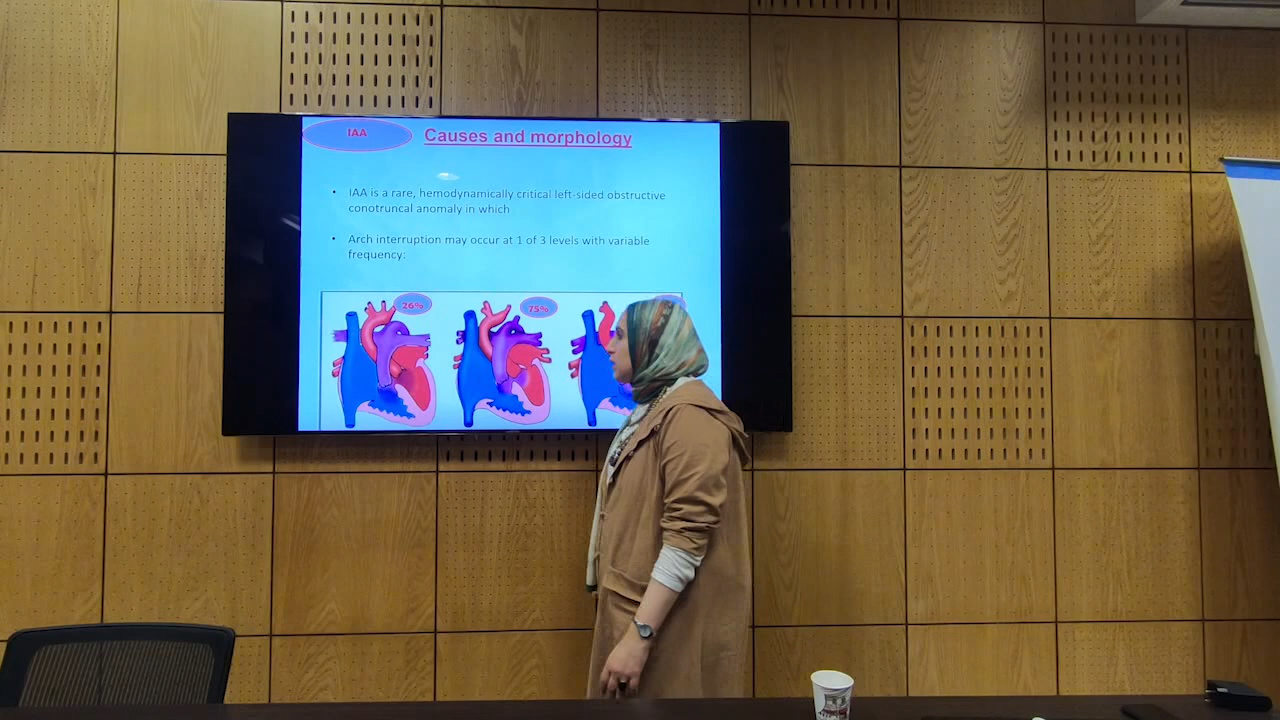 IAA
Causes and morphology
• IAA is a rare, hemodynamically critical left-sided obstructive
conotruncal anomaly in which
• Arch interruption may occur at 1 of 3 levels with variable
frequency:
26%
75%